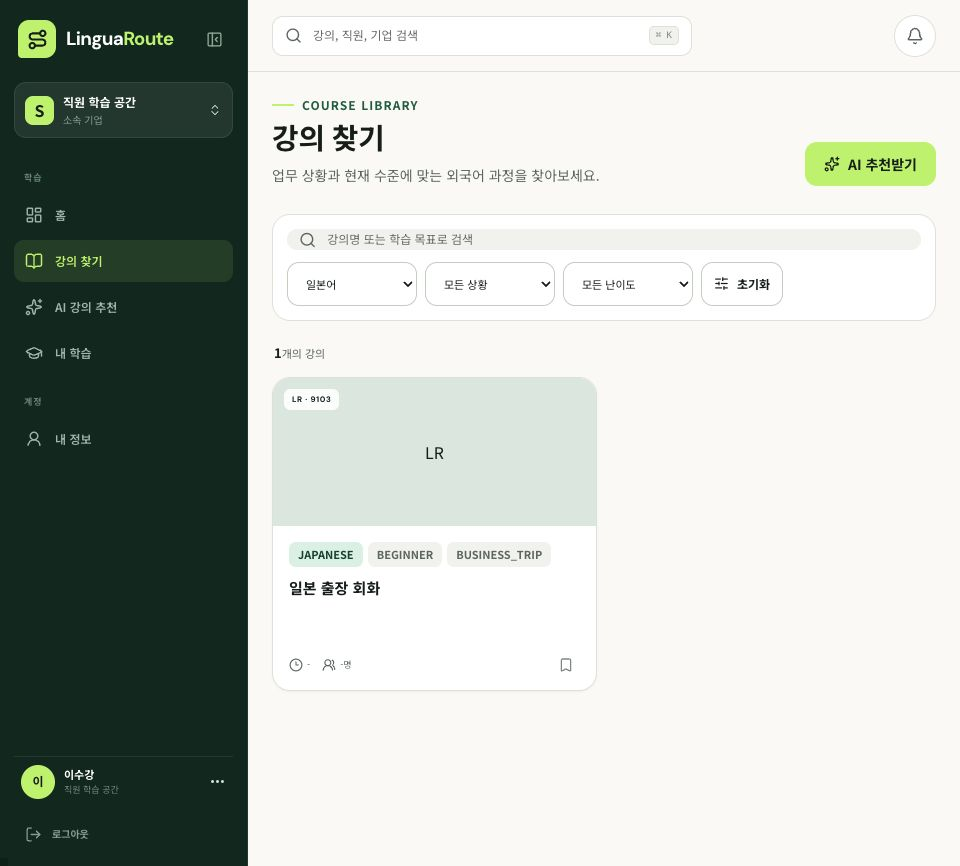 LinguaRoute
S
직원 학습 공간
소속 기업
학습
홈
강의 찾기
AI 강의 추천
내 학습
계정
내 정보
이
이수강
직원 학습 공간
로그아웃
강의, 직원, 기업 검색
⌘ K
COURSE LIBRARY
강의 찾기
업무 상황과 현재 수준에 맞는 외국어 과정을 찾아보세요.
AI 추천받기
강의명 또는 학습 목표로 검색
일본어
모든 상황
모든 난이도
초기화
1개의 강의
LR · 9103
LR
JAPANESE
BEGINNER
BUSINESS_TRIP
일본 출장 회화
-
-명